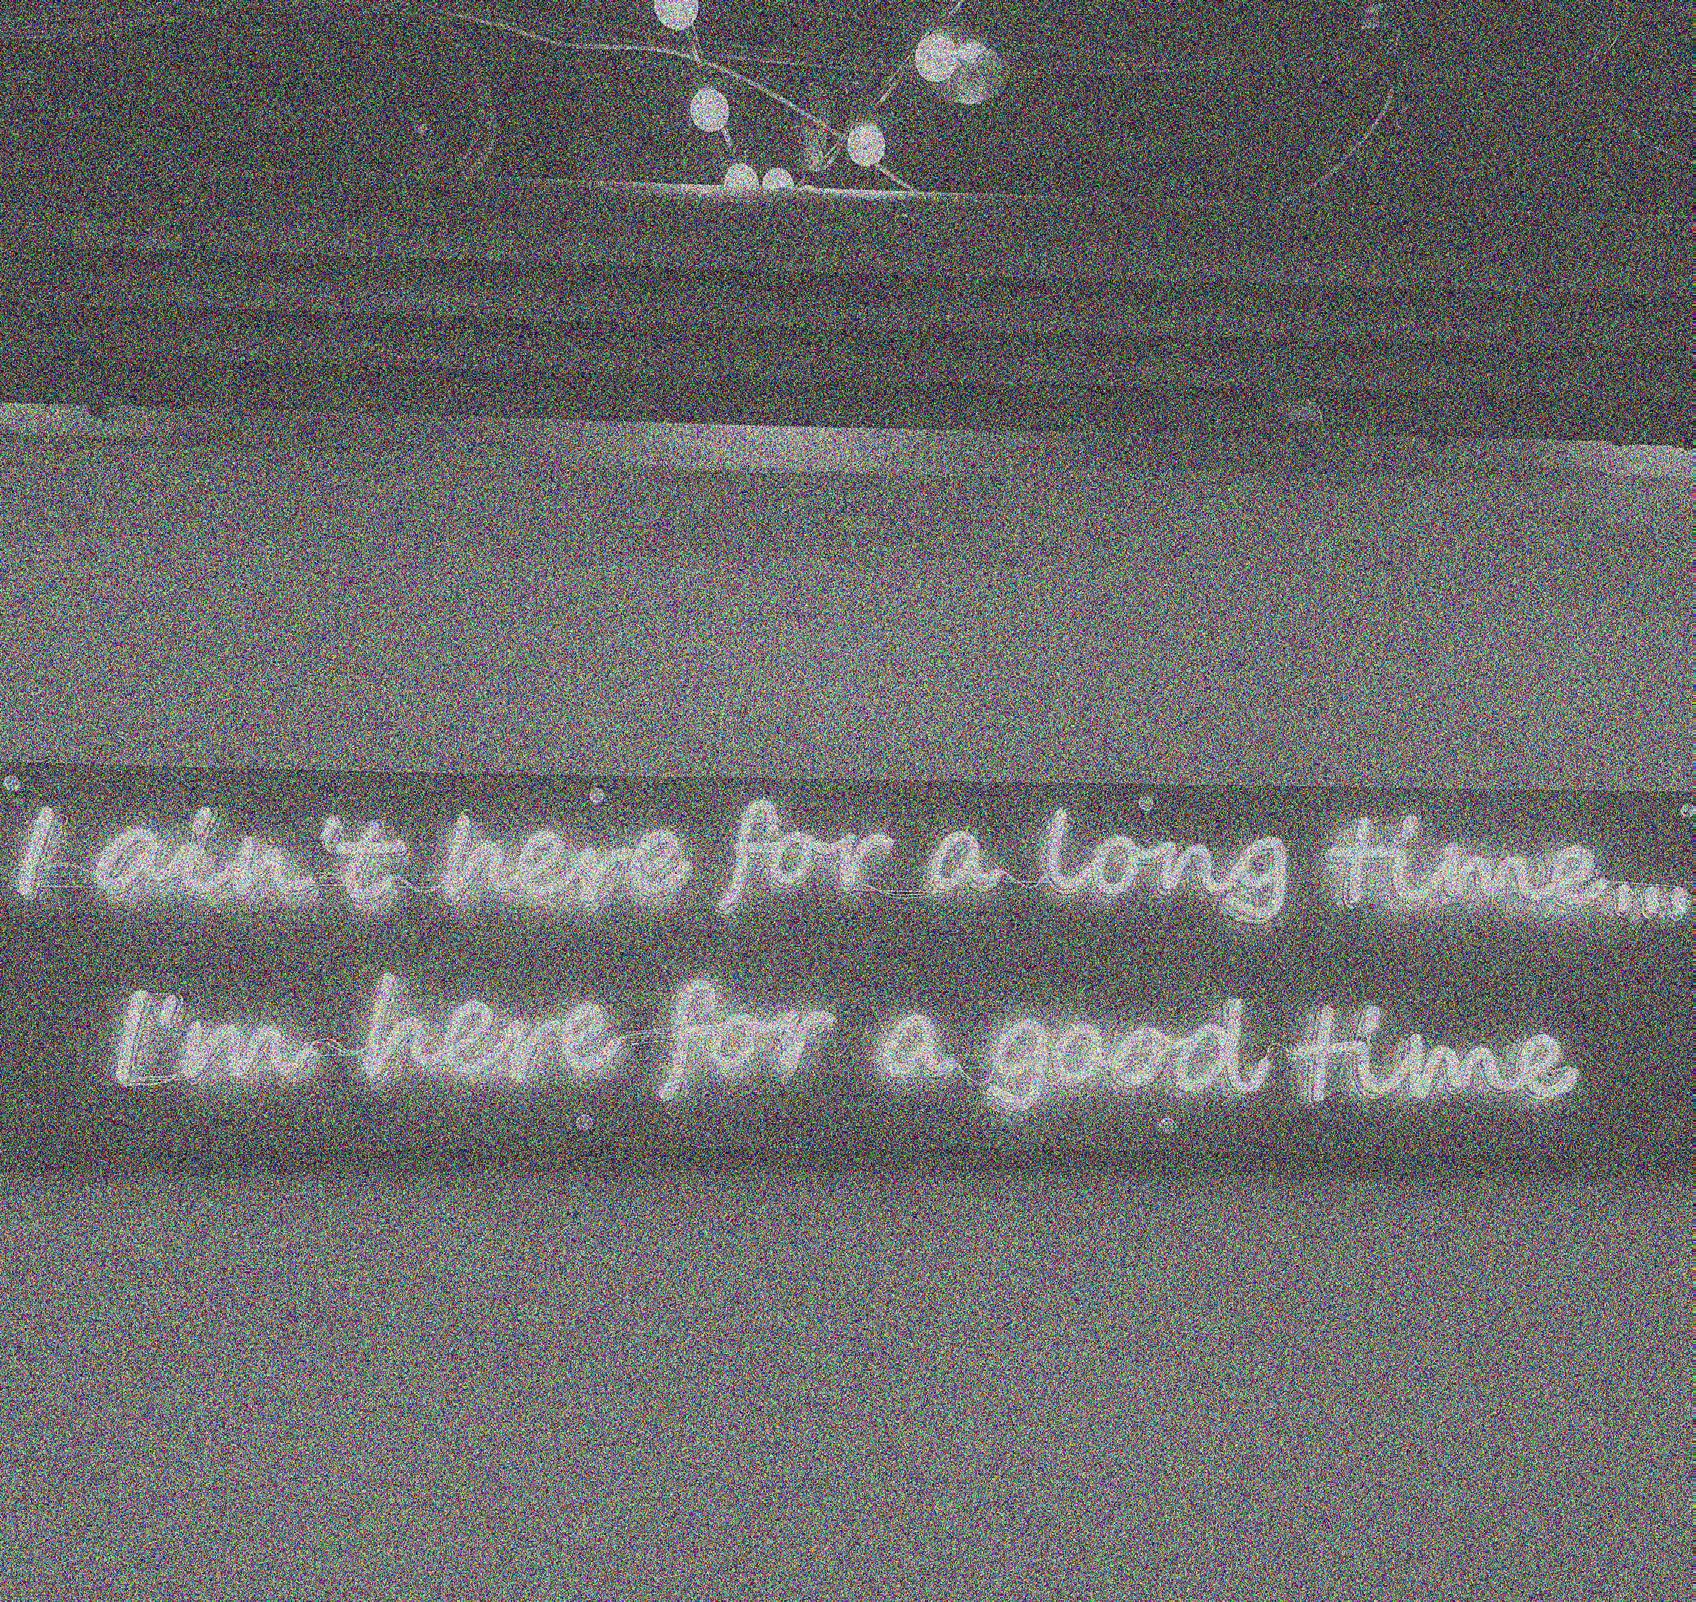 I ain't here for a long time....
I'm here for a good time